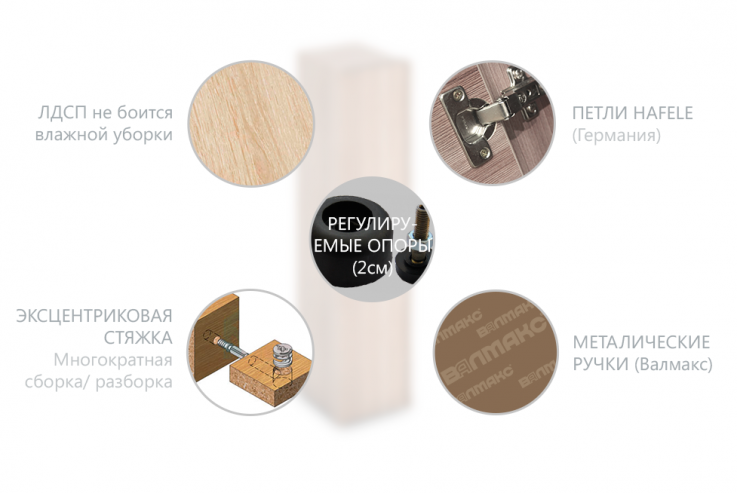 ЛДСП не боится
влажной уборки
ПЕТЛИ HAFELE
(Германия)
РЕГУЛИРУ-
ЕМЫЕ ОПОРЫ
(2см)
ЭКСЦЕНТРИКОВАЯ
СТЯЖКА
Многократная
сборка/ разборка
МЕТАЛИЧЕСКИЕ
РУЧКИ (Валмакс)
ВАЛМАКС
ВАЛМАКС
ВАЛМАКС